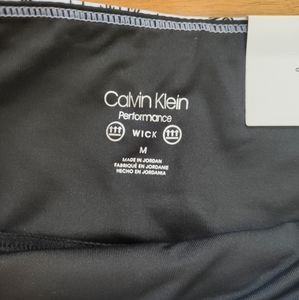 Calvin Klein
Performance
WICK
M
MADE IN JORDAN
FABRIQUÉ EN JORDANIE
HECHO EN JORDANIA